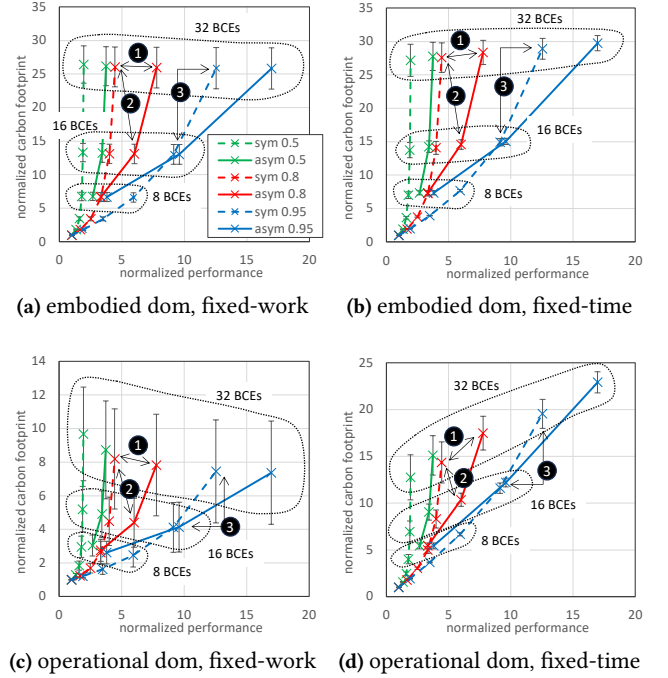 35
30
25
20
15
10
5
0
0 5 10 15 20
normalized carbon footprint
normalized performance
32 BCEs
16 BCEs
8 BCEs
1
2
3
sym 0.5
asym 0.5
sym 0.8
asym 0.8
sym 0.95
asym 0.95
(a) embodied dom, fixed-work
35
30
25
20
15
10
5
0
0 5 10 15 20
normalized carbon footprint
normalized performance
32 BCEs
16 BCEs
8 BCEs
1
2
3
(b) embodied dom, fixed-time
14
12
10
8
6
4
2
0
0 5 10 15 20
normalized carbon footprint
normalized performance
32 BCEs
16 BCEs
8 BCEs
1
2
3
(c) operational dom, fixed-work
25
20
15
10
5
0
0 5 10 15 20
normalized carbon footprint
normalized performance
32 BCEs
16 BCEs
8 BCEs
1
2
3
(d) operational dom, fixed-time